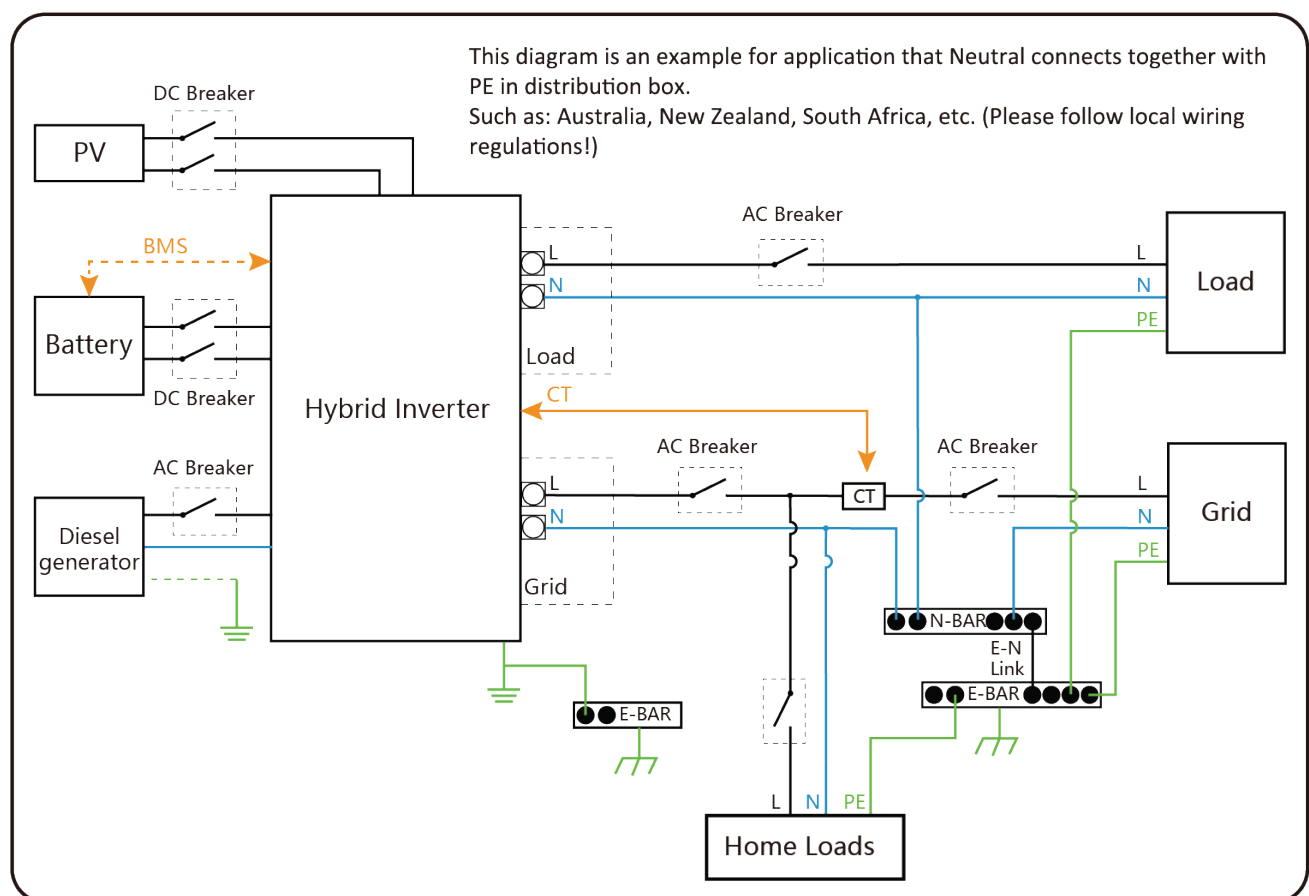 This diagram is an example for application that Neutral connects together with
PE in distribution box.
Such as: Australia, New Zealand, South Africa, etc. (Please follow local wiring
regulations!)
DC Breaker
PV
BMS
Battery
DC Breaker
AC Breaker
Diesel
generator
Hybrid Inverter
L
N
Load
AC Breaker
L
N
PE
Load
CT
L
N
Grid
AC Breaker
CT
AC Breaker
L
N
PE
Grid
N-BAR
E-N
Link
E-BAR
E-BAR
L
N
PE
Home Loads